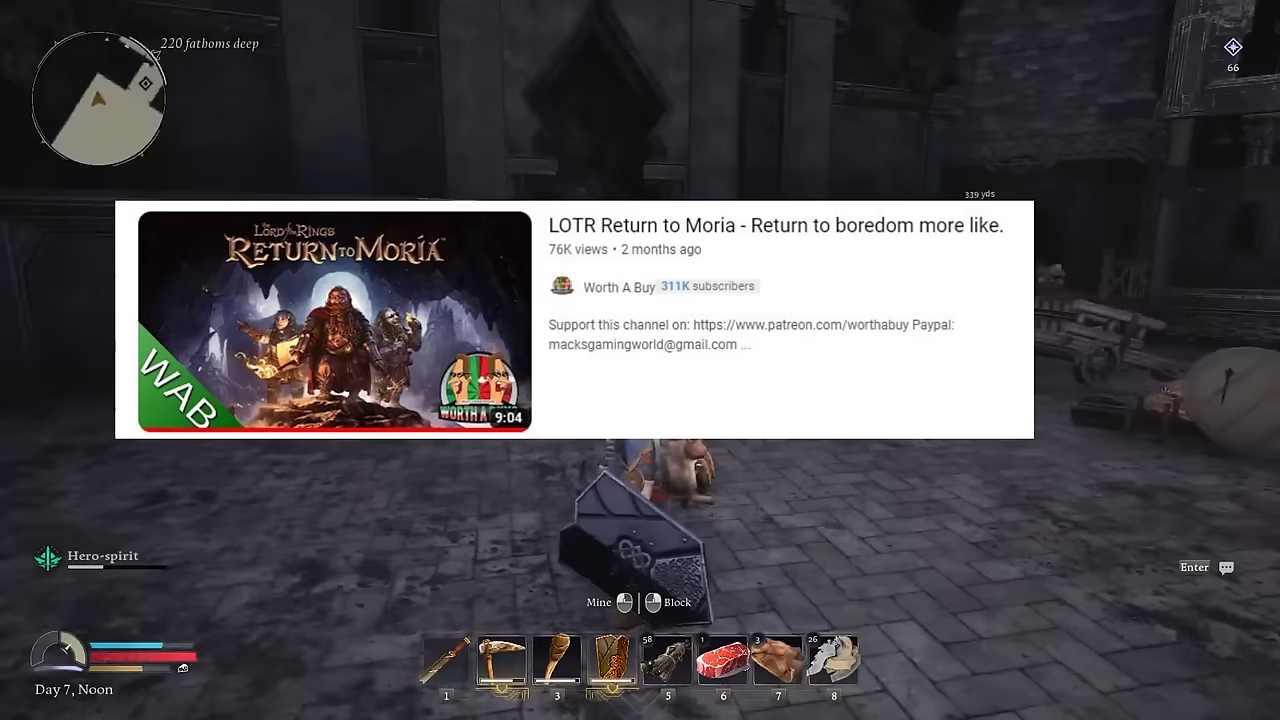 220 fathoms deep
66
339 yds
THE LORD of the RINGS
RETURN TO MORIA
WAB
WORTH A BUY
9:04
LOTR Return to Moria - Return to boredom more like.
76K views • 2 months ago
Worth A Buy 311K subscribers
Support this channel on: https://www.patreon.com/worthabuy Paypal:
macksgamingworld@gmail.com ...
Hero-spirit
Enter
Mine | Block
58 1 3 26
1 3 5 6 7 8
Day 7, Noon